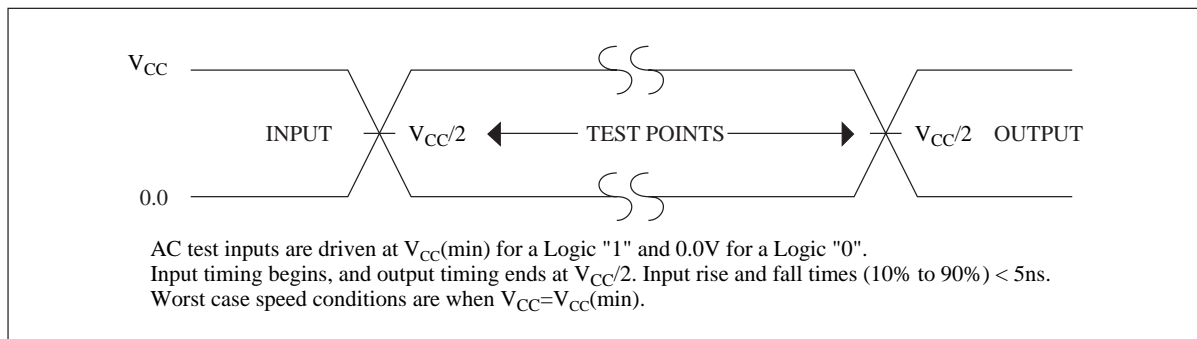 VCC
INPUT VCC/2 TEST POINTS VCC/2 OUTPUT
0.0
AC test inputs are driven at VCC(min) for a Logic "1" and 0.0V for a Logic "0".
Input timing begins, and output timing ends at VCC/2. Input rise and fall times (10% to 90%) < 5ns.
Worst case speed conditions are when VCC=VCC(min).